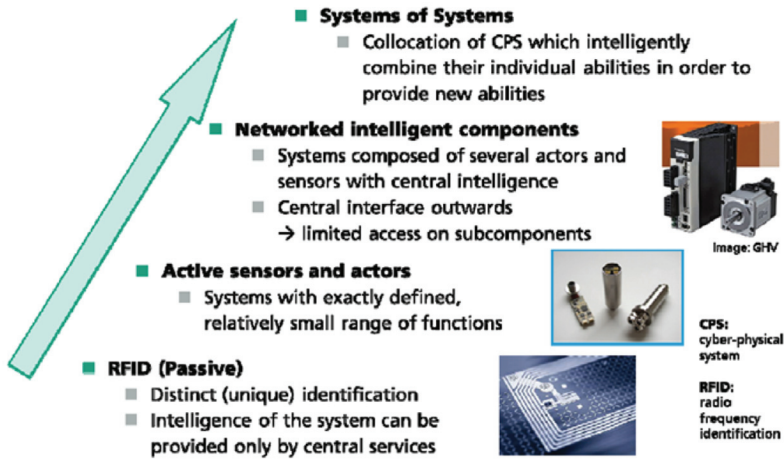 Systems of Systems
Collocation of CPS which intelligently
combine their individual abilities in order to
provide new abilities
Networked intelligent components
Systems composed of several actors and
sensors with central intelligence
Central interface outwards
→ limited access on subcomponents
Image: GHV
Active sensors and actors
Systems with exactly defined,
relatively small range of functions
CPS:
cyber-physical
system
RFID (Passive)
Distinct (unique) identification
Intelligence of the system can be
provided only by central services
RFID:
radio
frequency
identification